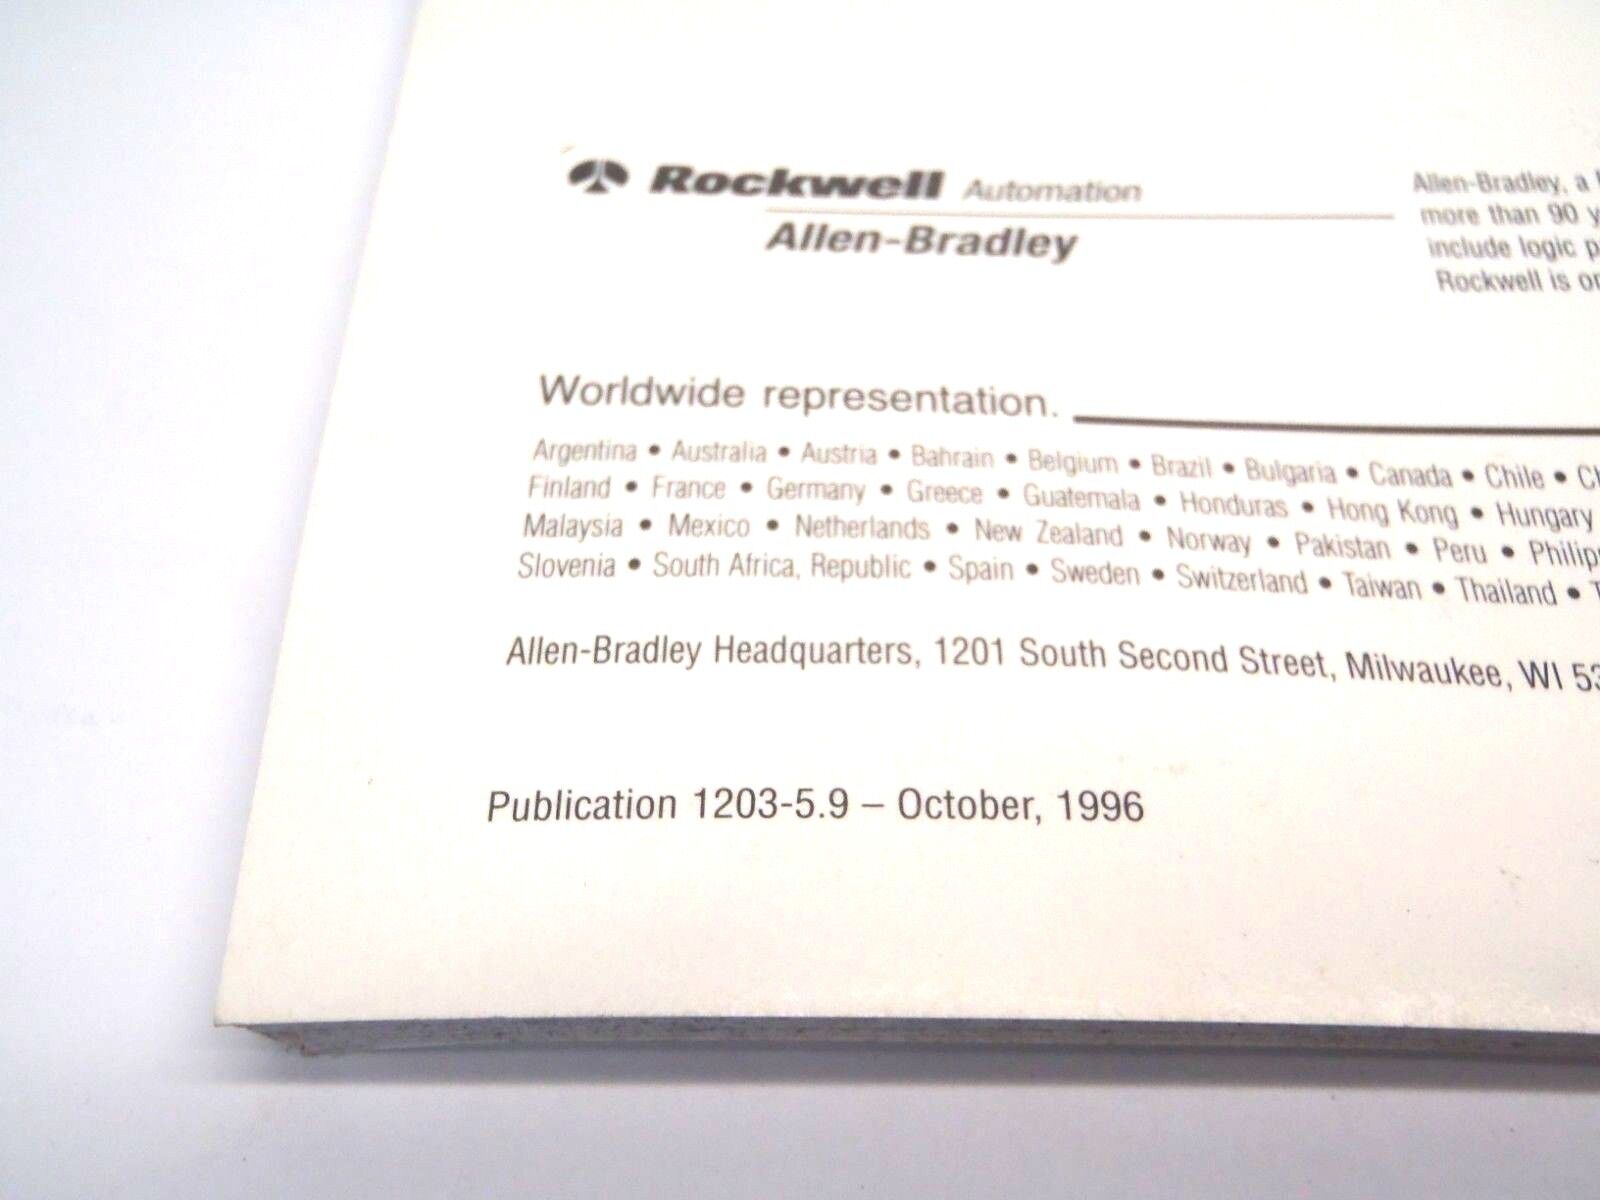 Rockwell Automation
Allen-Bradley
Allen-Bradley, a
more than 90
include logic
Rockwell is
Worldwide representation.
Argentina • Australia • Austria • Bahrain • Belgium • Brazil • Bulgaria • Canada • Chile •
Finland • France • Germany • Greece • Guatemala • Honduras • Hong Kong • Hungary
Malaysia • Mexico • Netherlands • New Zealand • Norway • Pakistan • Peru •
Slovenia • South Africa, Republic • Spain • Sweden • Switzerland • Taiwan • Thailand •
Allen-Bradley Headquarters, 1201 South Second Street, Milwaukee, WI
Publication 1203-5.9 – October, 1996